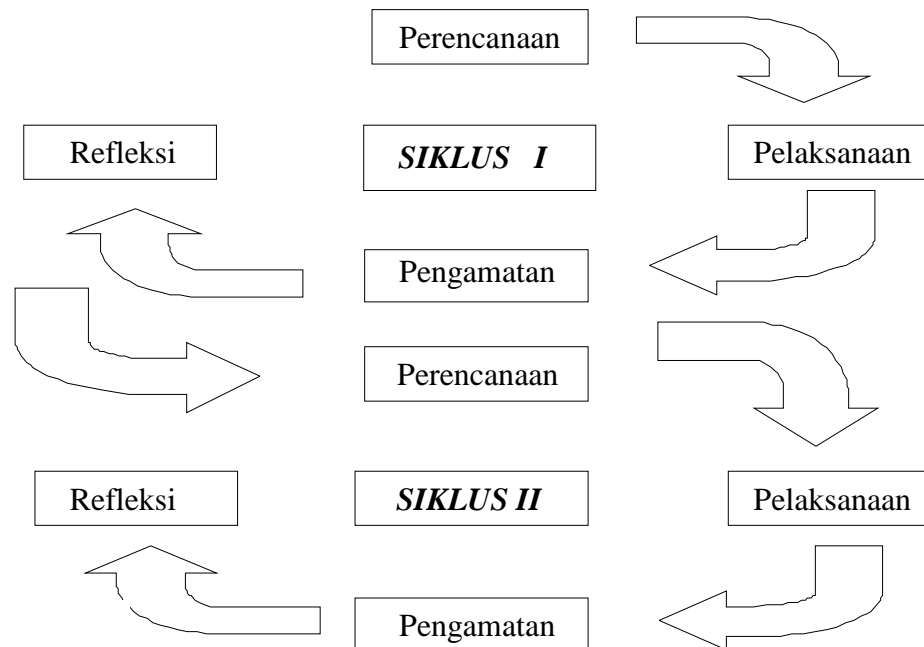 Perencanaan
Refleksi
SIKLUS I
Pelaksanaan
Pengamatan
Perencanaan
Refleksi
SIKLUS II
Pelaksanaan
Pengamatan